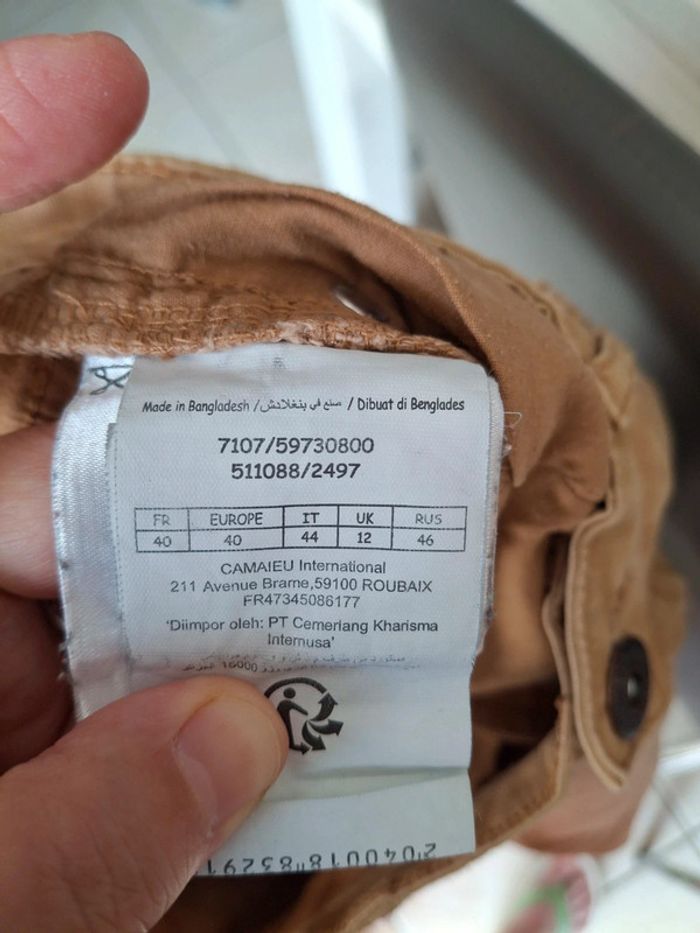 Made in Bangladesh /صنع في بنغلادش / Dibuat di Benglades
7107/59730800
511088/2497
FR EUROPE IT UK RUS
40 40 44 12 46
CAMAIEU International
211 Avenue Brame,59100 ROUBAIX
FR47345086177
'Diimpor oleh: PT Cemerlang Kharisma
Internusa'
16000